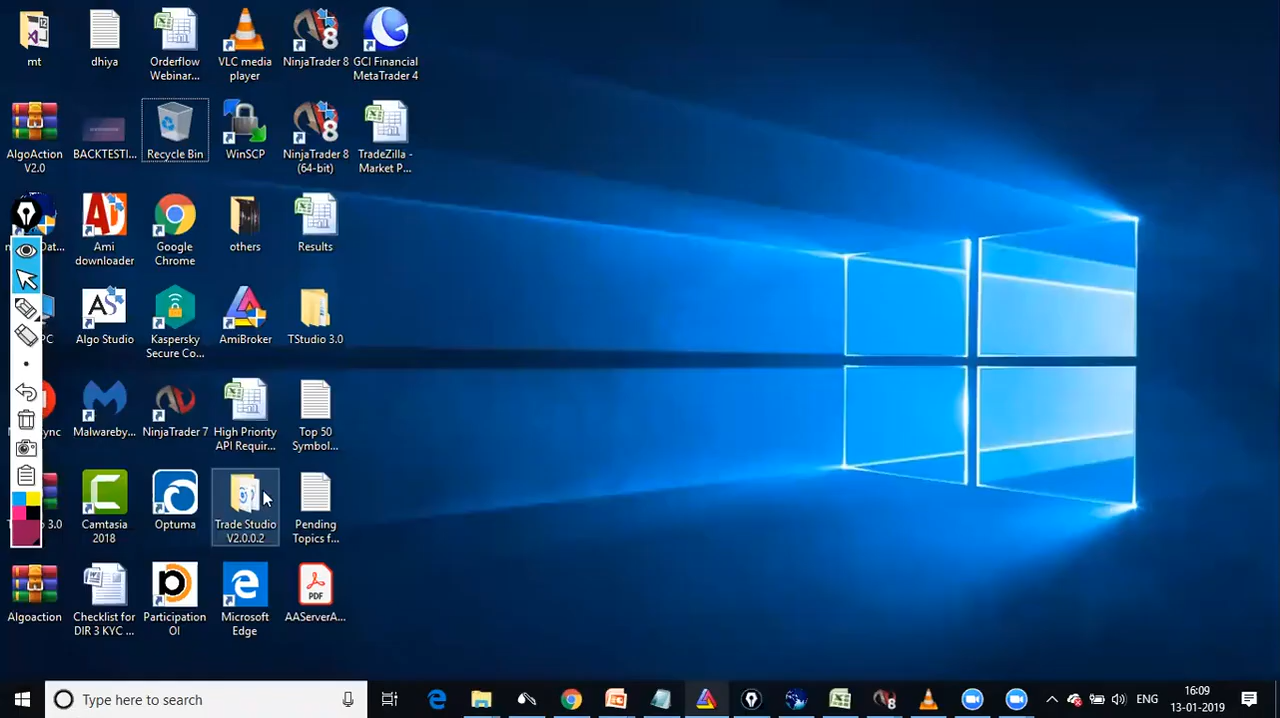 mt
dhiya
Orderflow
Webinar...
VLC media
player
NinjaTrader 8
GCI Financial
MetaTrader 4
AlgoAction
V2.0
BACKTESTI...
Recycle Bin
WinSCP
NinjaTrader 8
(64-bit)
TradeZilla -
Market P...
Ami
downloader
Google
Chrome
others
Results
PC
Algo Studio
Kaspersky
Secure Co...
AmiBroker
TStudio 3.0
Malwareby...
NinjaTrader 7
High Priority
API Requir...
Top 50
Symbol...
3.0
Camtasia
2018
Optuma
Trade Studio
V2.0.0.2
Pending
Topics f...
Algoaction
Checklist for
DIR 3 KYC ...
Participation
OI
Microsoft
Edge
PDF
AAServerA...
Type here to search
ENG
16:09
13-01-2019